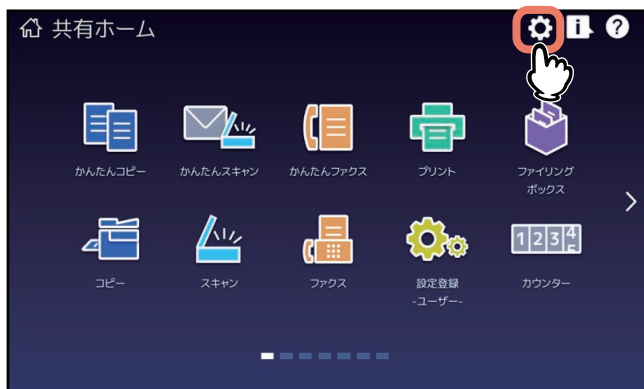 共有ホーム
かんたんコピー
かんたんスキャン
かんたんファクス
プリント
ファイリング
ボックス
コピー
スキャン
ファクス
設定登録
-ユーザー-
1234
カウンター